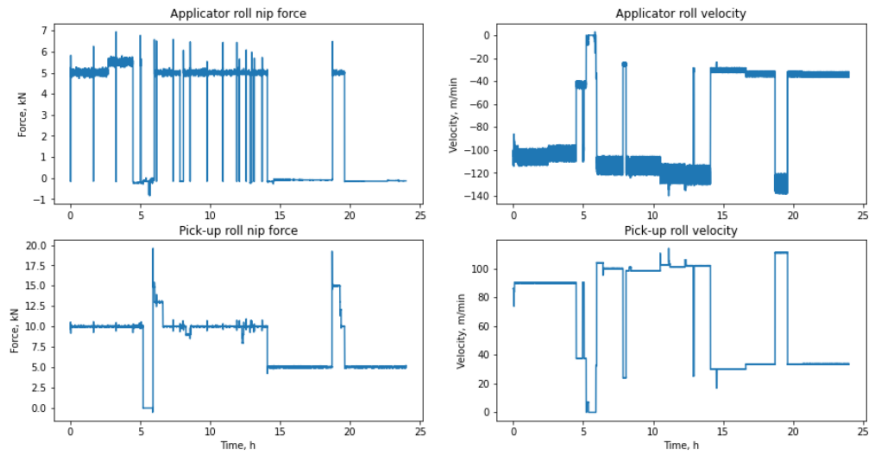 Applicator roll nip force
Force, kN
7
6
5
4
3
2
1
0
−1
0 5 10 15 20 25
Applicator roll velocity
Velocity, m/min
0
−20
−40
−60
−80
−100
−120
−140
0 5 10 15 20 25
Pick-up roll nip force
Force, kN
20.0
17.5
15.0
12.5
10.0
7.5
5.0
2.5
0.0
0 5 10 15 20 25
Time, h
Pick-up roll velocity
Velocity, m/min
100
80
60
40
20
0
0 5 10 15 20 25
Time, h